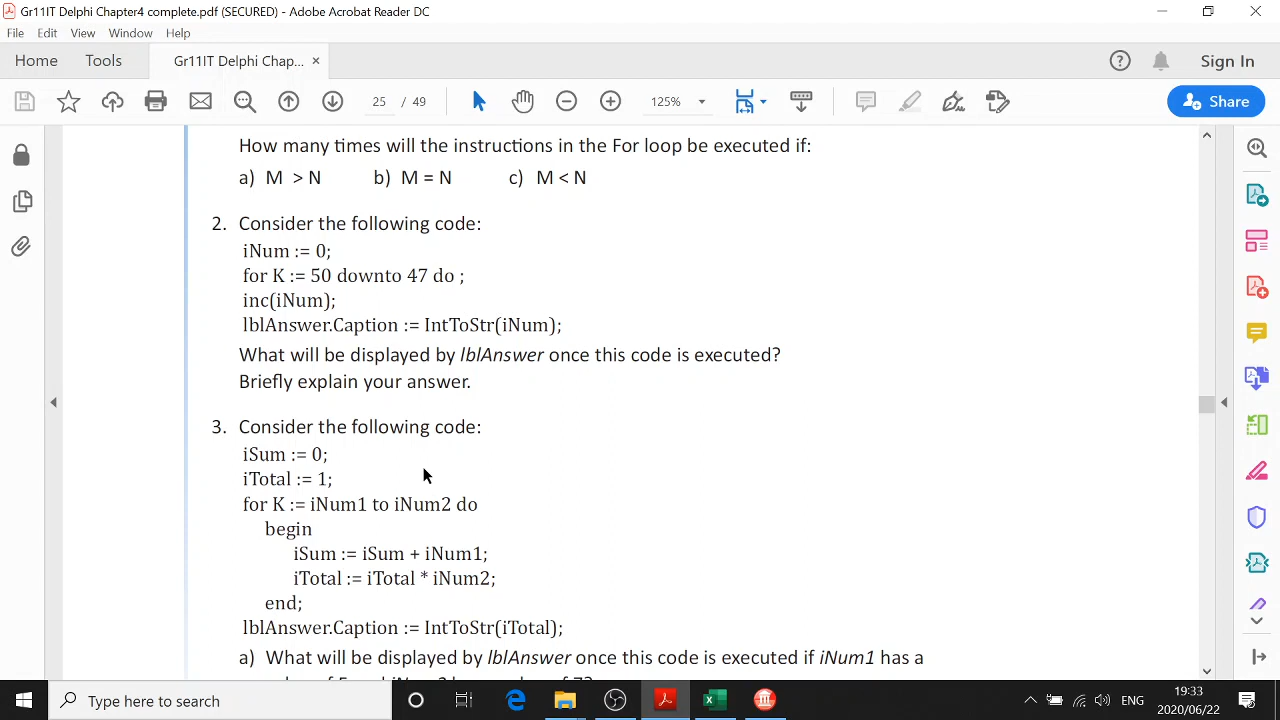 Gr11IT Delphi Chapter4 complete.pdf (SECURED) - Adobe Acrobat Reader DC
File Edit View Window Help
Home Tools Gr11IT Delphi Chap... × Sign In
25 / 49 125% Share
How many times will the instructions in the For loop be executed if:
a) M > N b) M = N c) M < N
2. Consider the following code:
iNum := 0;
for K := 50 downto 47 do ;
inc(iNum);
lblAnswer.Caption := IntToStr(iNum);
What will be displayed by lblAnswer once this code is executed?
Briefly explain your answer.
3. Consider the following code:
iSum := 0;
iTotal := 1;
for K := iNum1 to iNum2 do
begin
iSum := iSum + iNum1;
iTotal := iTotal * iNum2;
end;
lblAnswer.Caption := IntToStr(iTotal);
a) What will be displayed by lblAnswer once this code is executed if iNum1 has a
Type here to search
ENG
19:33
2020/06/22